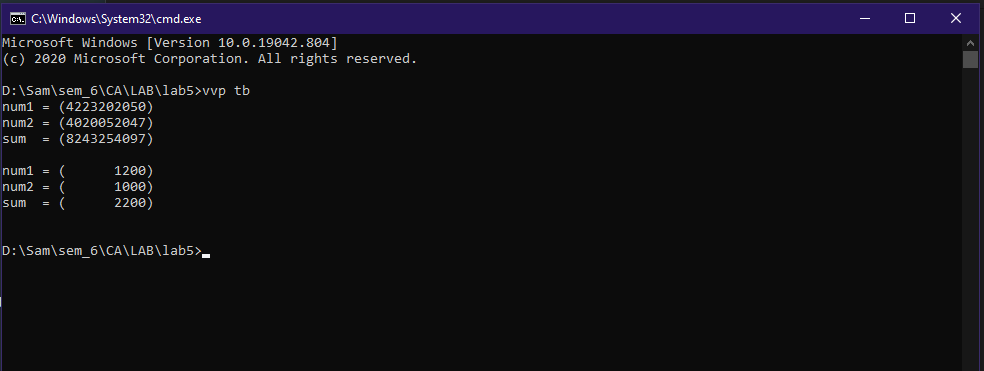 C:\Windows\System32\cmd.exe
Microsoft Windows [Version 10.0.19042.804]
(c) 2020 Microsoft Corporation. All rights reserved.
D:\Sam\sem_6\CA\LAB\lab5>vvp tb
num1 = (4223202050)
num2 = (4020052047)
sum  = (8243254097)
num1 = (      1200)
num2 = (      1000)
sum  = (      2200)
D:\Sam\sem_6\CA\LAB\lab5>